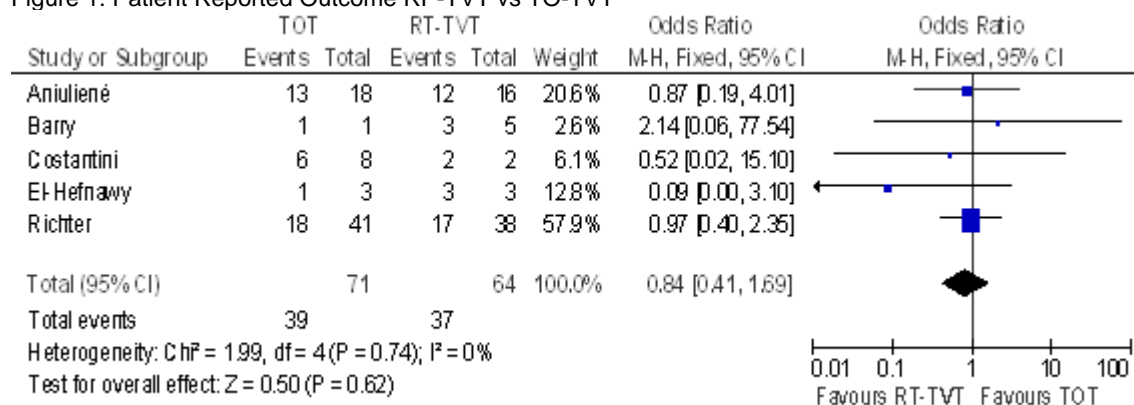 Figure 1: Patient Reported Outcome RP-TVT vs TO-TVT
TOT RT-TVT Odds Ratio Odds Ratio
Study or Subgroup Events Total Events Total Weight M-H, Fixed, 95% CI M-H, Fixed, 95% CI
Aniuliené 13 18 12 16 20.6% 0.87 [0.19, 4.01]
Barry 1 1 3 5 2.6% 2.14 [0.06, 77.54]
Costantini 6 8 2 2 6.1% 0.52 [0.02, 15.10]
El-Hefnawy 1 3 3 3 12.8% 0.09 [0.00, 3.10]
Richter 18 41 17 38 57.9% 0.97 [0.40, 2.35]
Total (95% CI) 71 64 100.0% 0.84 [0.41, 1.69]
Total events 39 37
Heterogeneity: Chi² = 1.99, df = 4 (P = 0.74); I² = 0%
Test for overall effect: Z = 0.50 (P = 0.62)
0.01 0.1 1 10 100
Favours RT-TVT Favours TOT